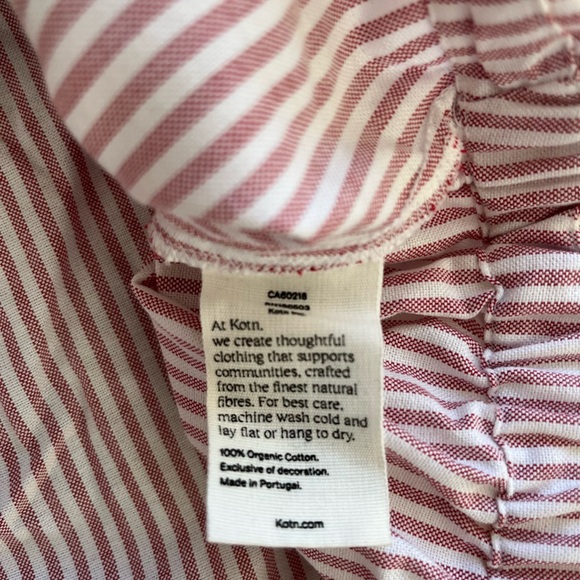 CA60216
Kotn Inc.
At Kotn,
we create thoughtful
clothing that supports
communities, crafted
from the finest natural
fibres. For best care,
machine wash cold and
lay flat or hang to dry.
100% Organic Cotton.
Exclusive of decoration.
Made in Portugal.
Kotn.com